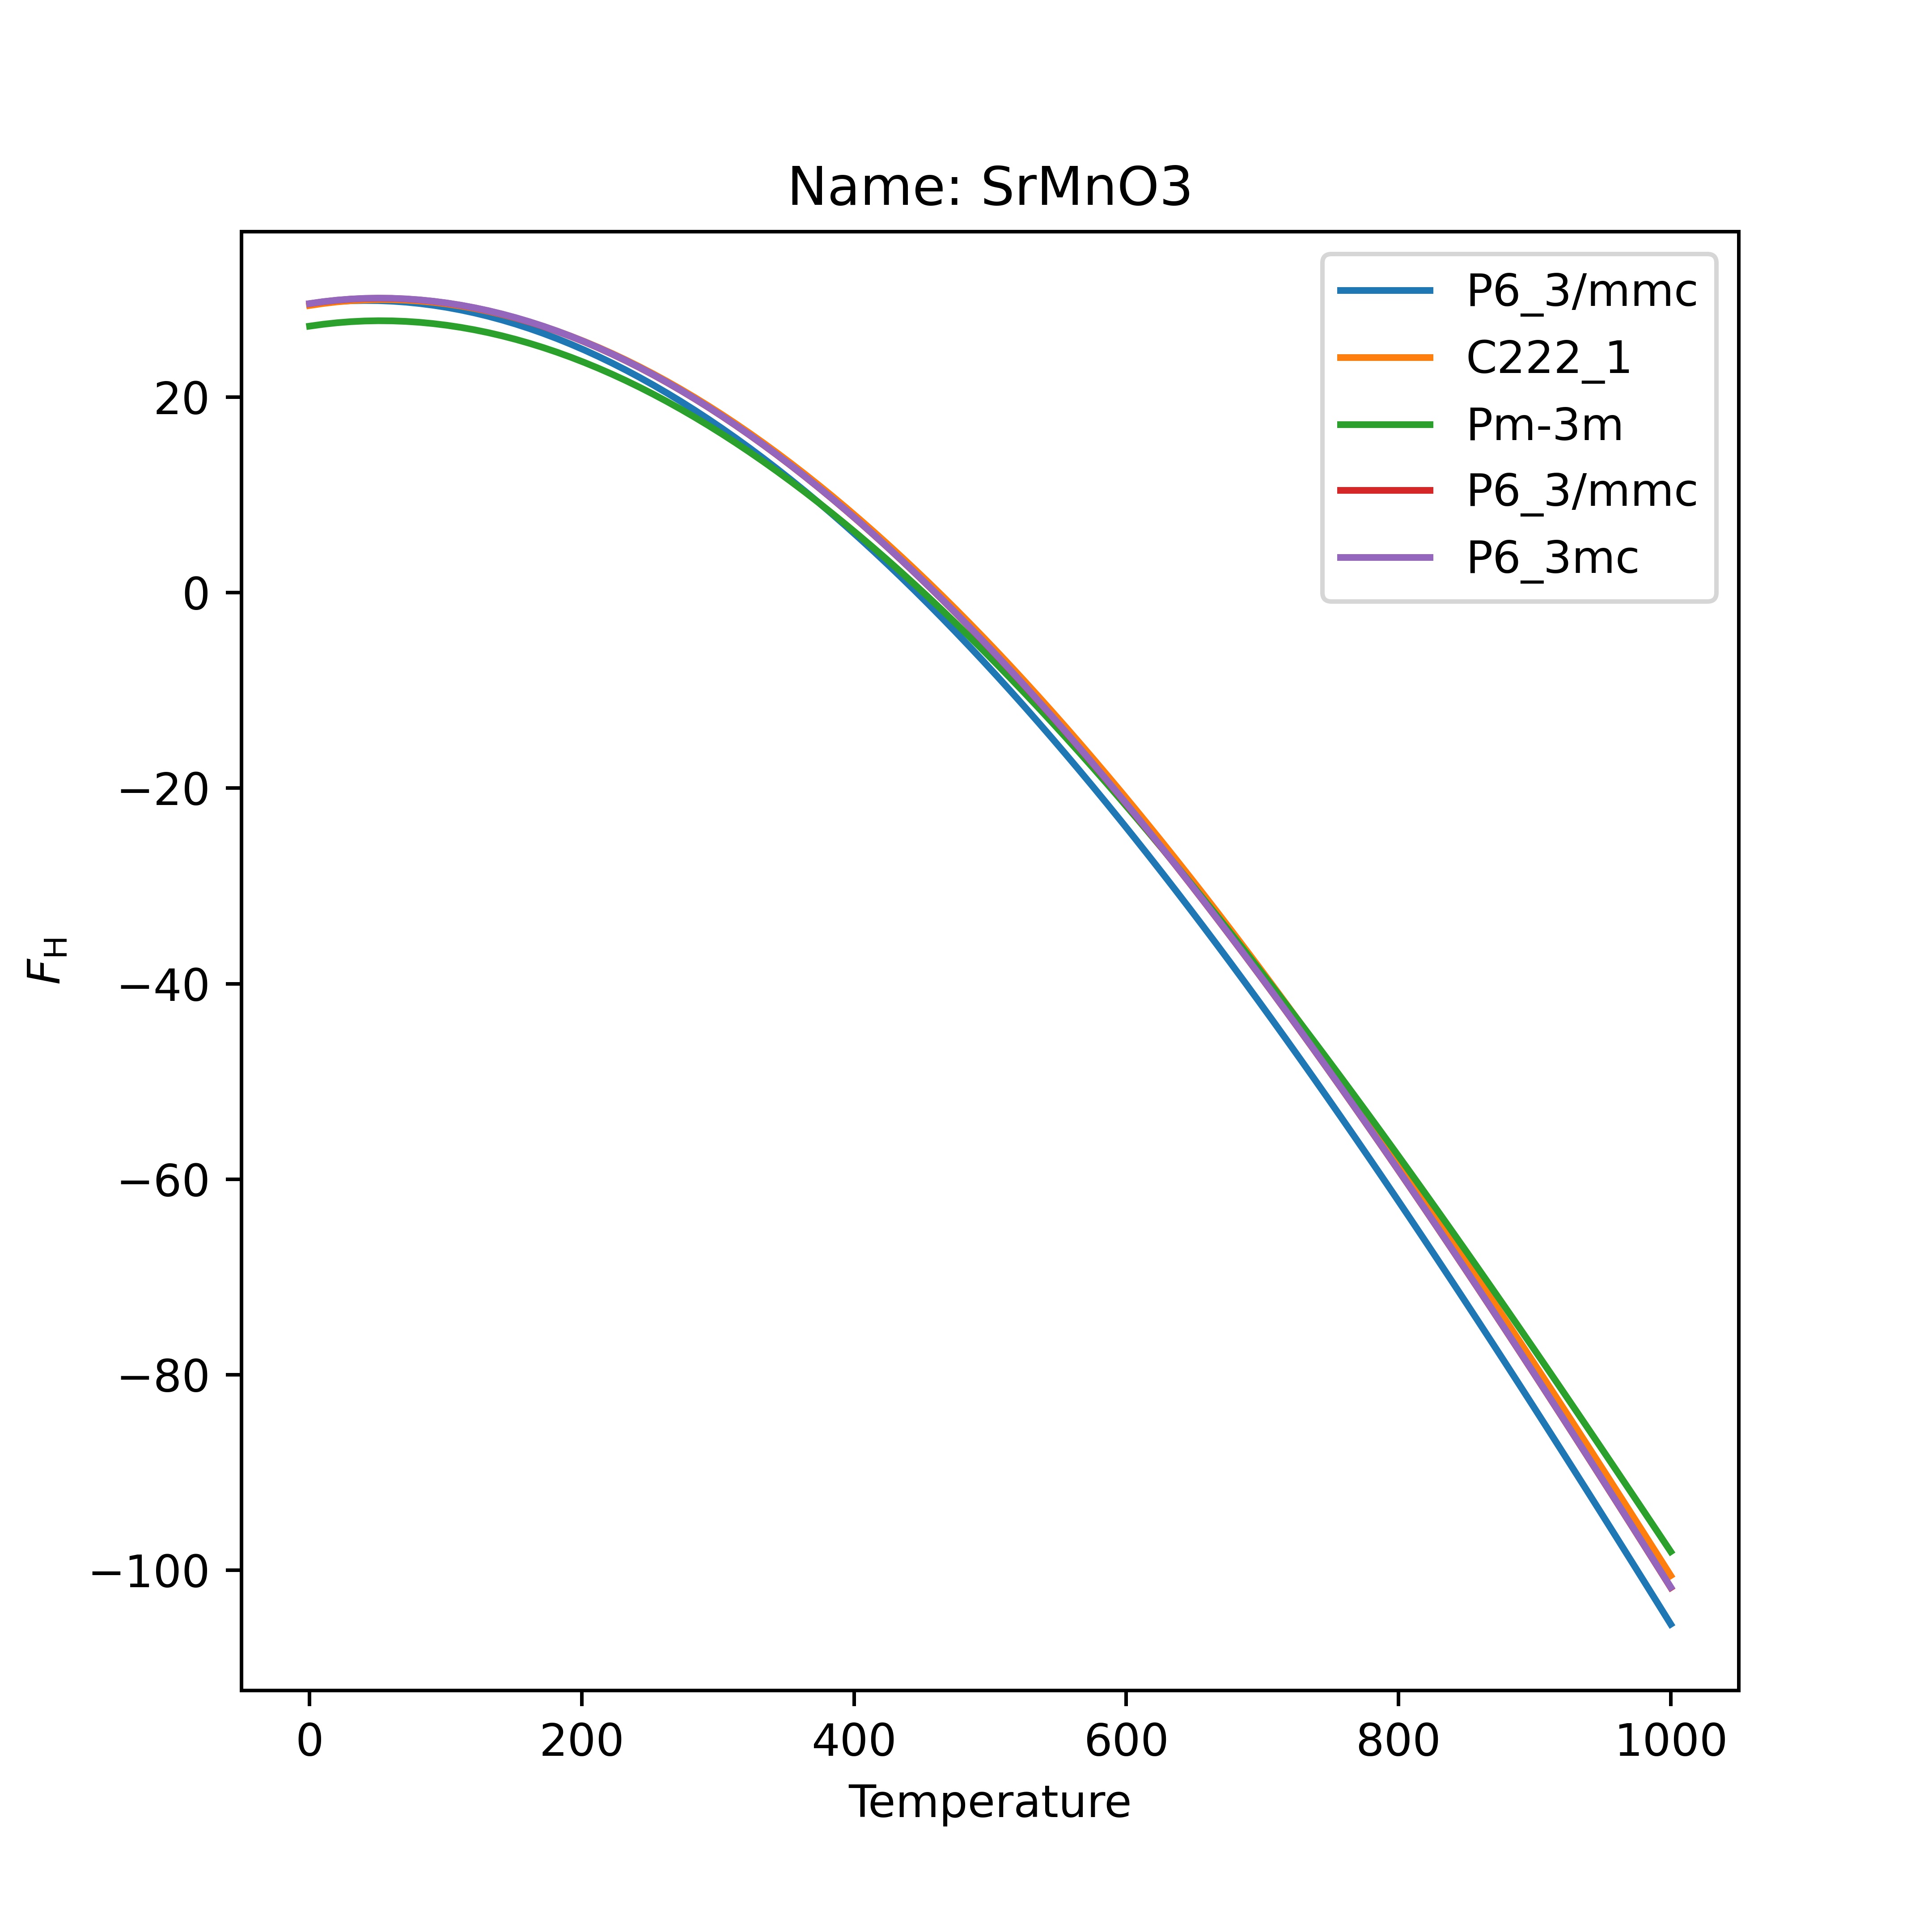 Name: SrMnO3
P6_3/mmc
C222_1
Pm-3m
P6_3/mmc
P6_3mc
20
0
−20
−40
−60
−80
−100
F_H
0 200 400 600 800 1000
Temperature